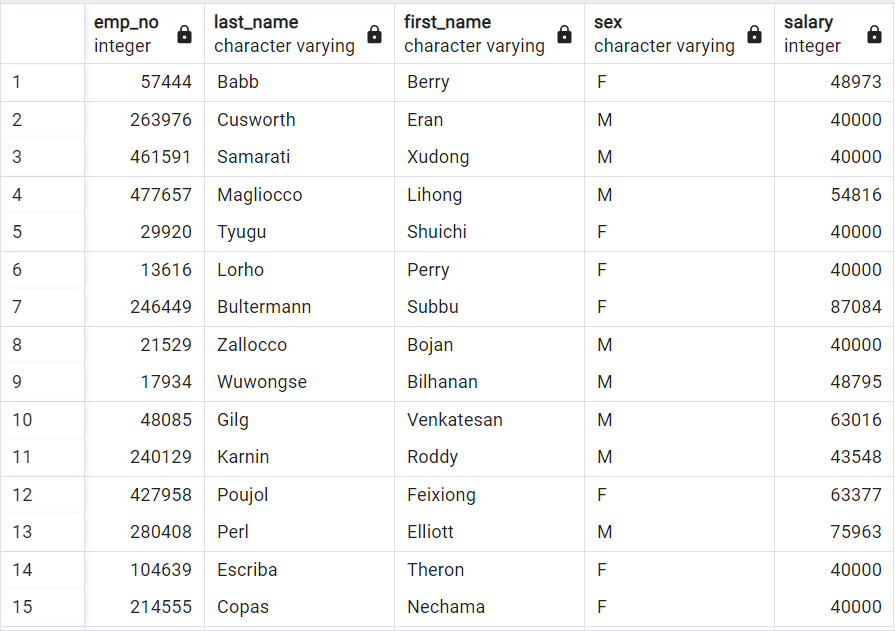 emp_no last_name first_name sex salary
integer character varying character varying character varying integer
1 57444 Babb Berry F 48973
2 263976 Cusworth Eran M 40000
3 461591 Samarati Xudong M 40000
4 477657 Magliocco Lihong M 54816
5 29920 Tyugu Shuichi F 40000
6 13616 Lorho Perry F 40000
7 246449 Bultermann Subbu F 87084
8 21529 Zallocco Bojan M 40000
9 17934 Wuwongse Bilhanan M 48795
10 48085 Gilg Venkatesan M 63016
11 240129 Karnin Roddy M 43548
12 427958 Poujol Feixiong F 63377
13 280408 Perl Elliott M 75963
14 104639 Escriba Theron F 40000
15 214555 Copas Nechama F 40000